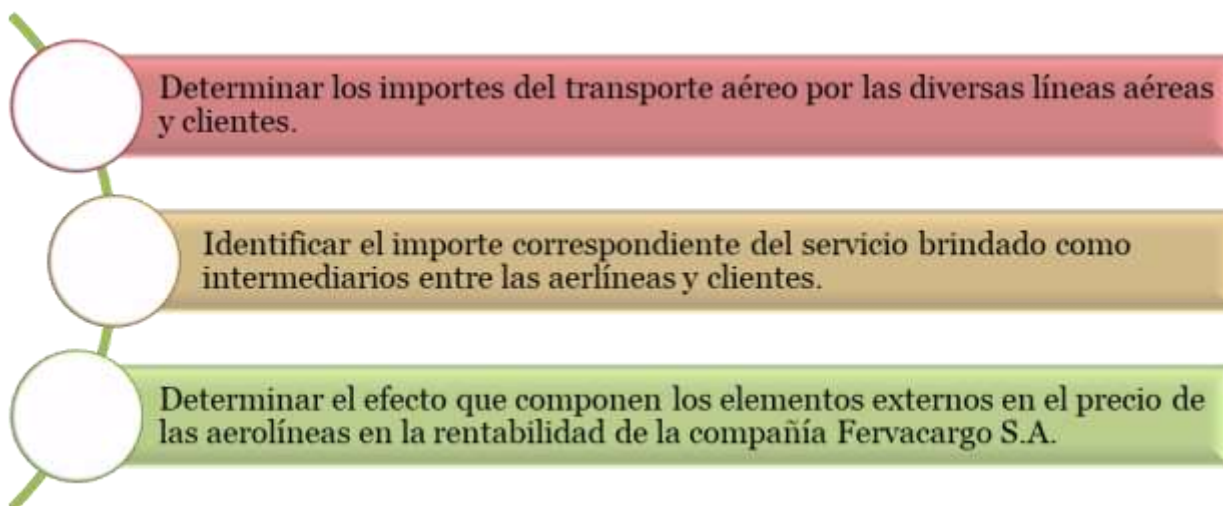 Determinar los importes del transporte aéreo por las diversas líneas aéreas
y clientes.
Identificar el importe correspondiente del servicio brindado como
intermediarios entre las aerlíneas y clientes.
Determinar el efecto que componen los elementos externos en el precio de
las aerolíneas en la rentabilidad de la compañía Fervacargo S.A.